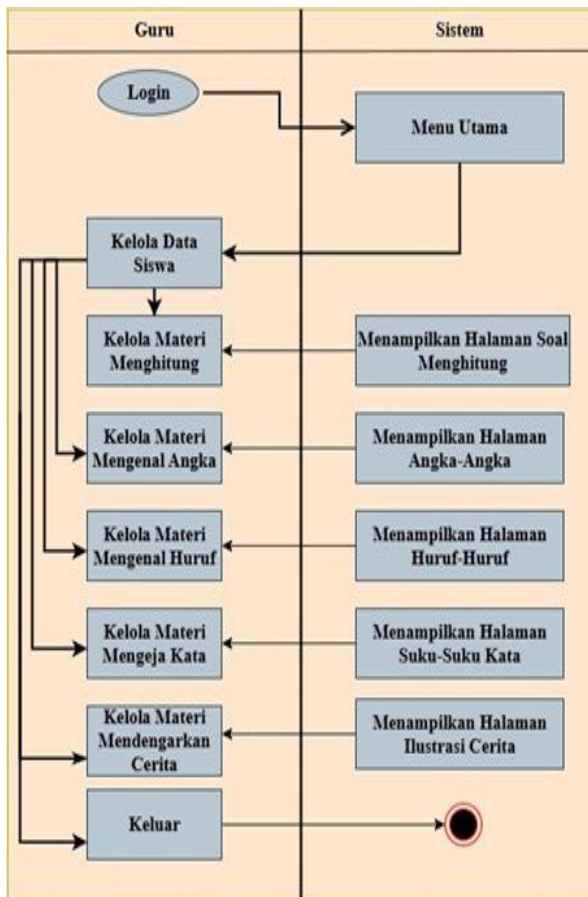 Guru
Sistem
Login
Menu Utama
Kelola Data
Siswa
Kelola Materi
Menghitung
Menampilkan Halaman Soal
Menghitung
Kelola Materi
Mengenal Angka
Menampilkan Halaman
Angka-Angka
Kelola Materi
Mengenal Huruf
Menampilkan Halaman
Huruf-Huruf
Kelola Materi
Mengeja Kata
Menampilkan Halaman
Suku-Suku Kata
Kelola Materi
Mendengarkan
Cerita
Menampilkan Halaman
Ilustrasi Cerita
Keluar